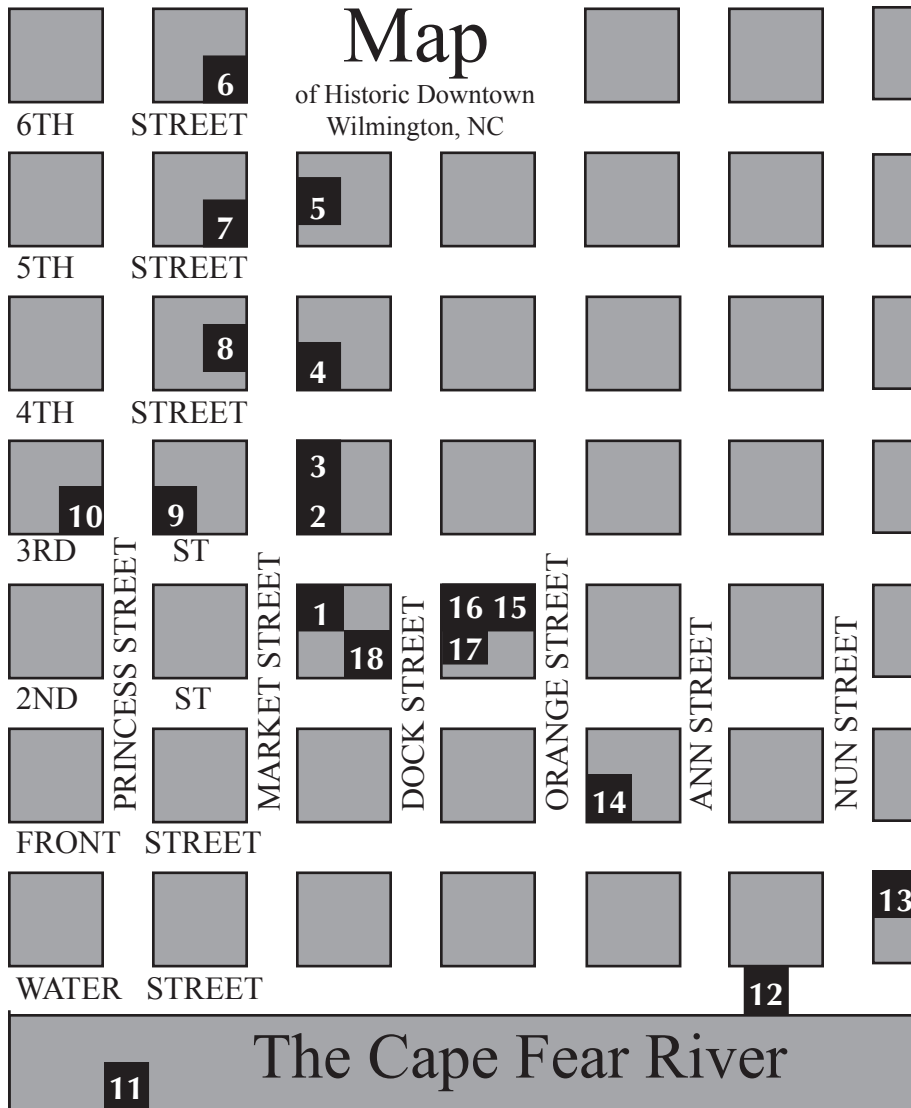 Map
of Historic Downtown
Wilmington, NC
6
6TH STREET
7
5
5TH STREET
8
4
4TH STREET
3
10
9
2
3RD ST
PRINCESS STREET
MARKET STREET
DOCK STREET
ORANGE STREET
ANN STREET
NUN STREET
1
16 15
17
18
2ND ST
14
FRONT STREET
13
WATER STREET
12
The Cape Fear River
11